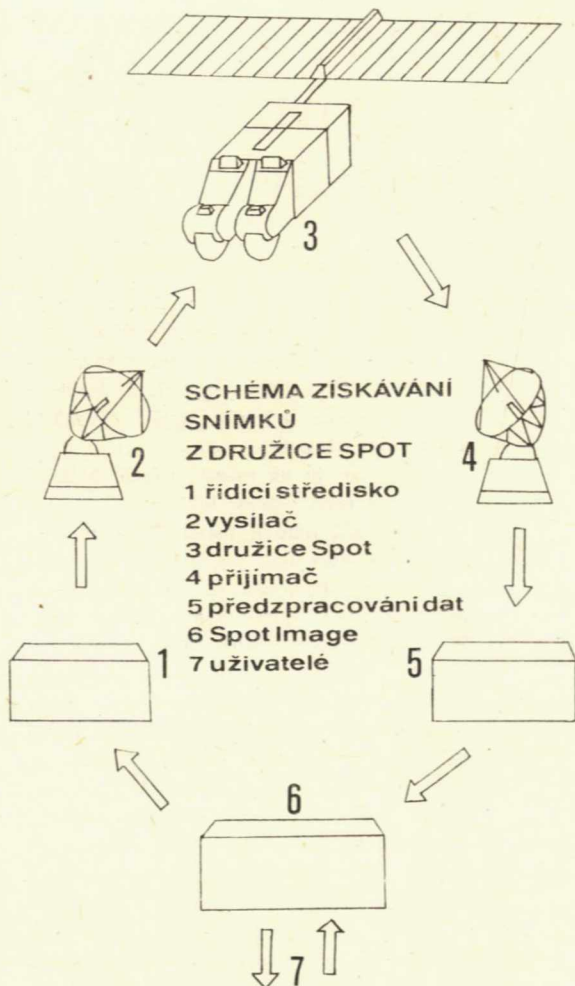 3
2
SCHÉMA ZÍSKÁVÁNÍ
SNÍMKŮ
Z DRUŽICE SPOT
1 řídící středisko
2 vysílač
3 družice Spot
4 přijímač
5 předzpracování dat
6 Spot Image
7 uživatelé
4
1
5
6
7